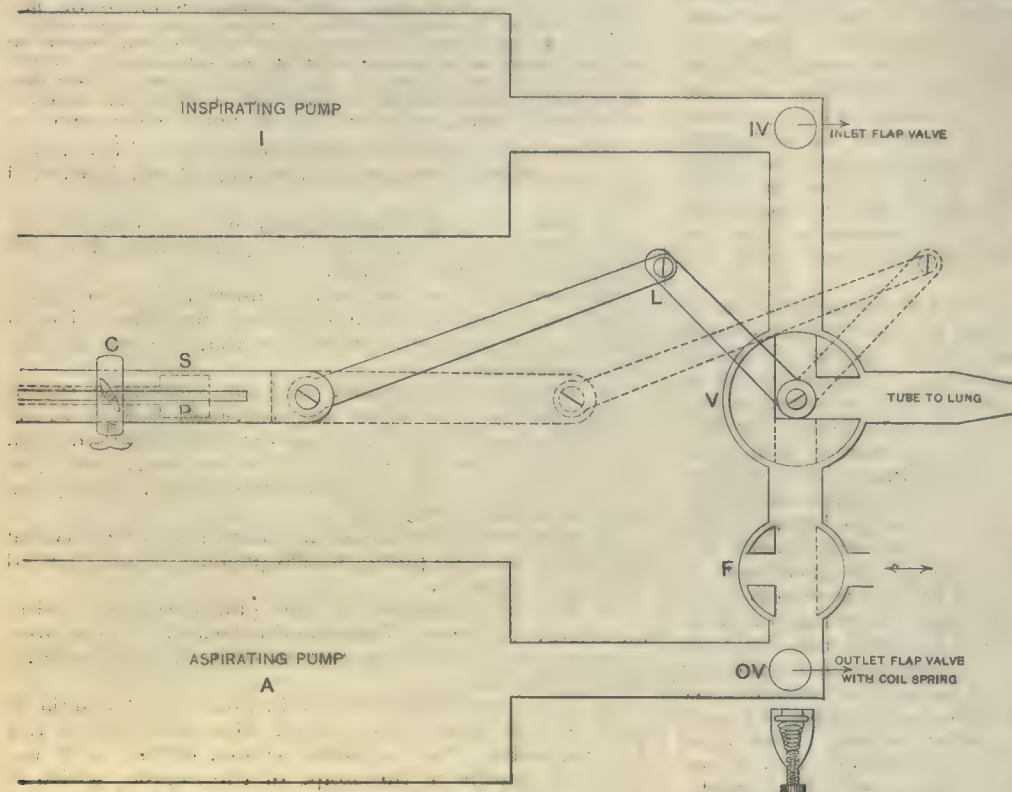 INSPIRATING PUMP
I
IV
INLET FLAP VALVE
L
C
S
P
V
TUBE TO LUNG
F
ASPIRATING PUMP
A
OV
OUTLET FLAP VALVE
WITH COIL SPRING